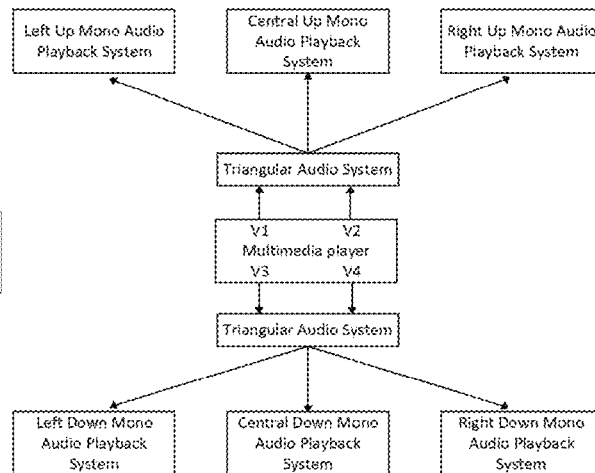 Left Up Mono Audio
Playback System
Central Up Mono
Audio Playback
System
Right Up Mono Audio
Playback System
Triangular Audio System
V1 V2
Multimedia player
V3 V4
Triangular Audio System
Left Down Mono
Audio Playback
System
Central Down Mono
Audio Playback
System
Right Down Mono
Audio Playback
System